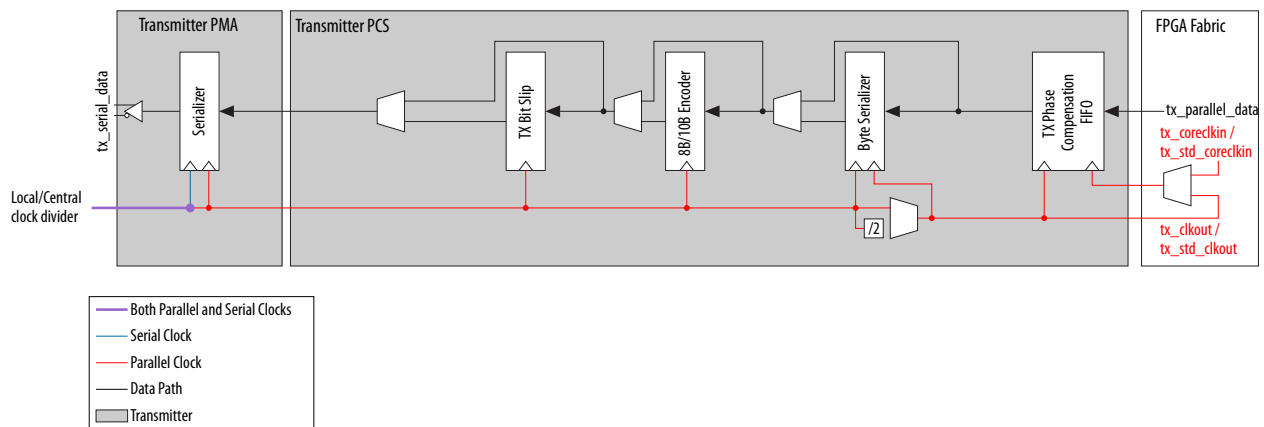 Transmitter PMA
Transmitter PCS
FPGA Fabric
tx_serial_data
Serializer
TX Bit Slip
8B/10B Encoder
Byte Serializer
TX Phase
Compensation
FIFO
tx_parallel_data
tx_coreclkin /
tx_std_coreclkin
Local/Central
clock divider
/2
tx_clkout /
tx_std_clkout
Both Parallel and Serial Clocks
Serial Clock
Parallel Clock
Data Path
Transmitter